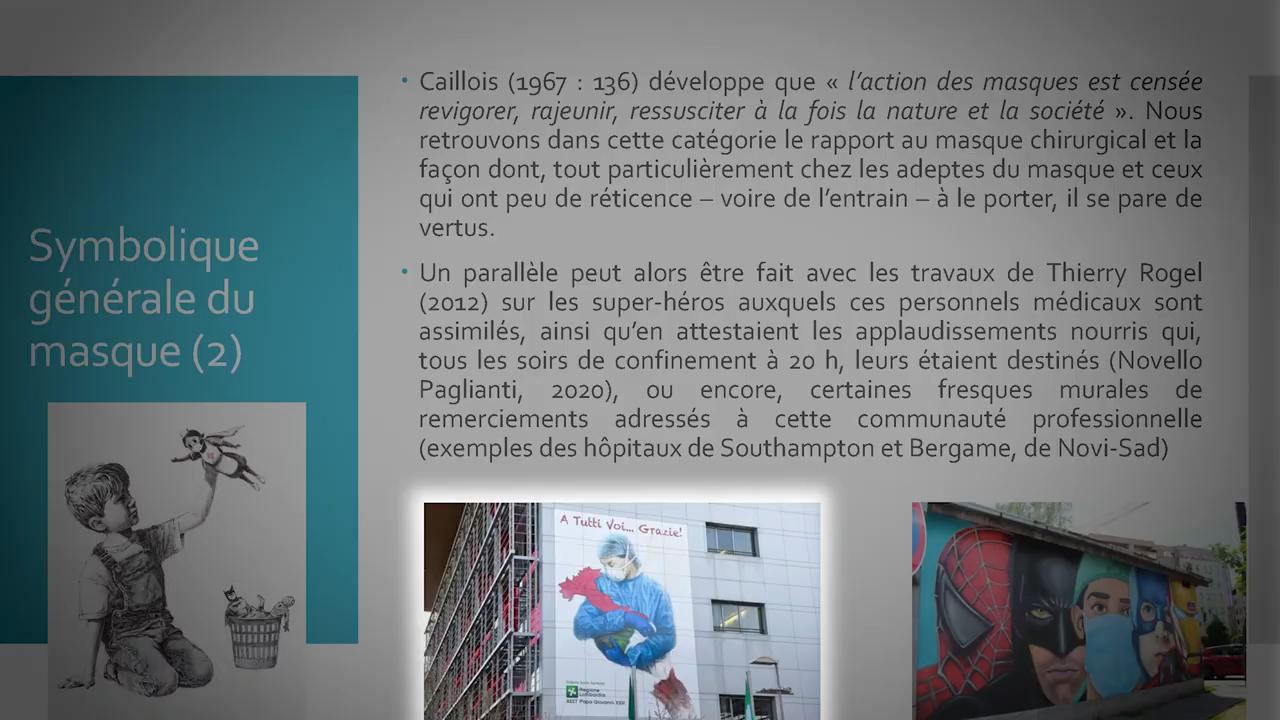 Symbolique
générale du
masque (2)
• Caillois (1967 : 136) développe que « l’action des masques est censée
revigorer, rajeunir, ressusciter à la fois la nature et la société ». Nous
retrouvons dans cette catégorie le rapport au masque chirurgical et la
façon dont, tout particulièrement chez les adeptes du masque et ceux
qui ont peu de réticence – voire de l’entrain – à le porter, il se pare de
vertus.
• Un parallèle peut alors être fait avec les travaux de Thierry Rogel
(2012) sur les super-héros auxquels ces personnels médicaux sont
assimilés, ainsi qu’en attestaient les applaudissements nourris qui,
tous les soirs de confinement à 20 h, leurs étaient destinés (Novello
Paglianti, 2020), ou encore, certaines fresques murales de
remerciements adressés à cette communauté professionnelle
(exemples des hôpitaux de Southampton et Bergame, de Novi-Sad)
A Tutti Voi... Grazie!
Regione
Lombardia
ASST Papa Giovanni XXIII